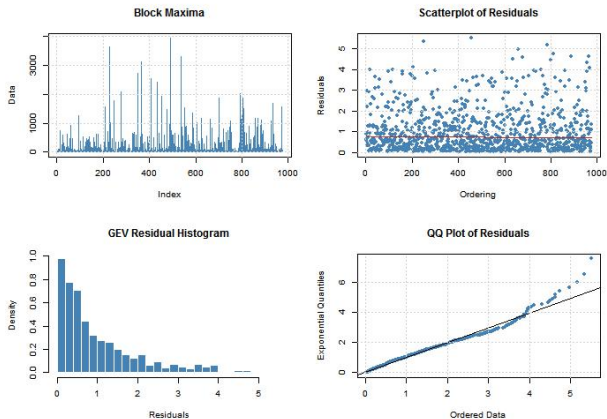 Block Maxima
Data
0 1000 3000
0 200 400 600 800 1000
Index
Scatterplot of Residuals
Residuals
0 1 2 3 4 5
0 200 400 600 800 1000
Ordering
GEV Residual Histogram
Density
0.0 0.2 0.4 0.6 0.8 1.0
0 1 2 3 4 5
Residuals
QQ Plot of Residuals
Exponential Quantiles
0 2 4 6
0 1 2 3 4 5
Ordered Data